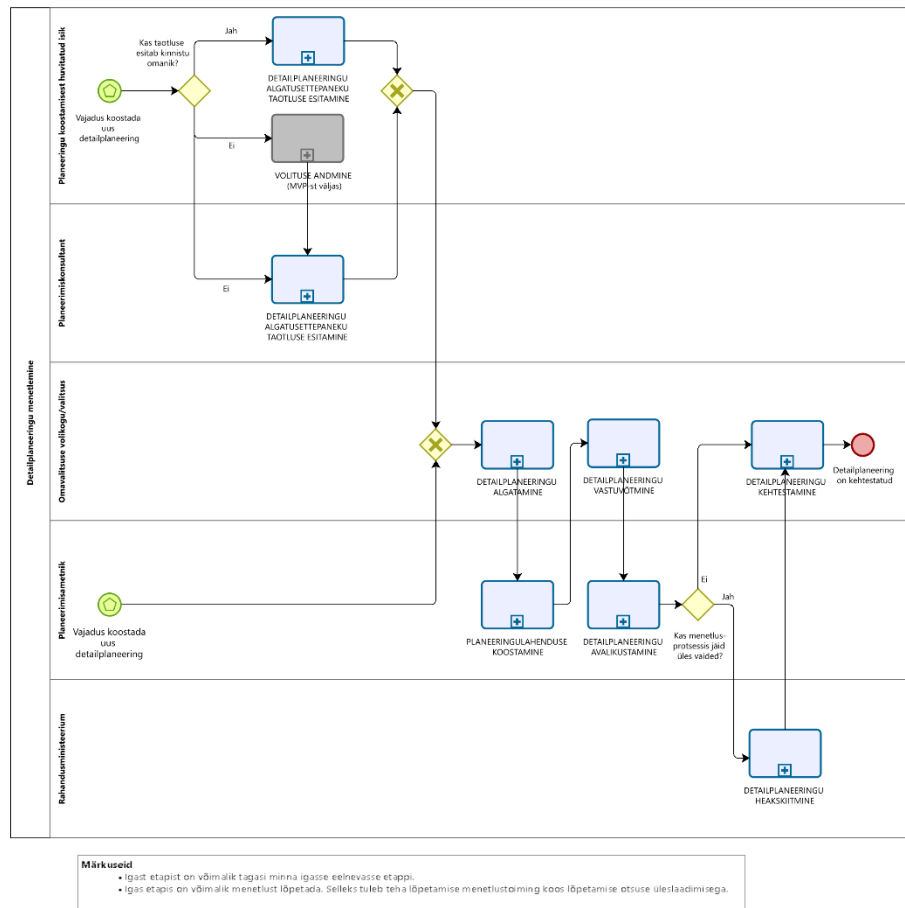 Detailplaneeringu menetlemine
Planeeringu koostamisest huvitatud isik
Kas taotluse
esitab kinnistu
omanik?
Jah
Vajadus koostada
uus
detailplaneering
DETAILPLANEERINGU
ALGATUSETTEPANEKU
TAOTLUSE ESITAMINE
Ei
VOLITUSE ANDMINE
(MVP-st väljas)
Planeerimiskonsultant
Ei
DETAILPLANEERINGU
ALGATUSETTEPANEKU
TAOTLUSE ESITAMINE
Omavalitsuse volikogu/valitsus
DETAILPLANEERINGU
ALGATAMINE
DETAILPLANEERINGU
VASTUVÕTMINE
DETAILPLANEERINGU
KEHTESTAMINE
Detailplaneering
on kehtestatud
Planeerimisametnik
Vajadus koostada
uus
detailplaneering
PLANEERINGULAHENDUSE
KOOSTAMINE
DETAILPLANEERINGU
AVALIKUSTAMINE
Ei
Jah
Kas menetlus-
protsessis jäid
üles vaided?
Rahandusministeerium
DETAILPLANEERINGU
HEAKSKIITMINE
Märkuseid
• Igast etapist on võimalik tagasi minna igasse eelnevasse etappi.
• Igas etapis on võimalik menetlust lõpetada. Selleks tuleb teha lõpetamise menetlustoiming koos lõpetamise otsuse üleslaadimisega.